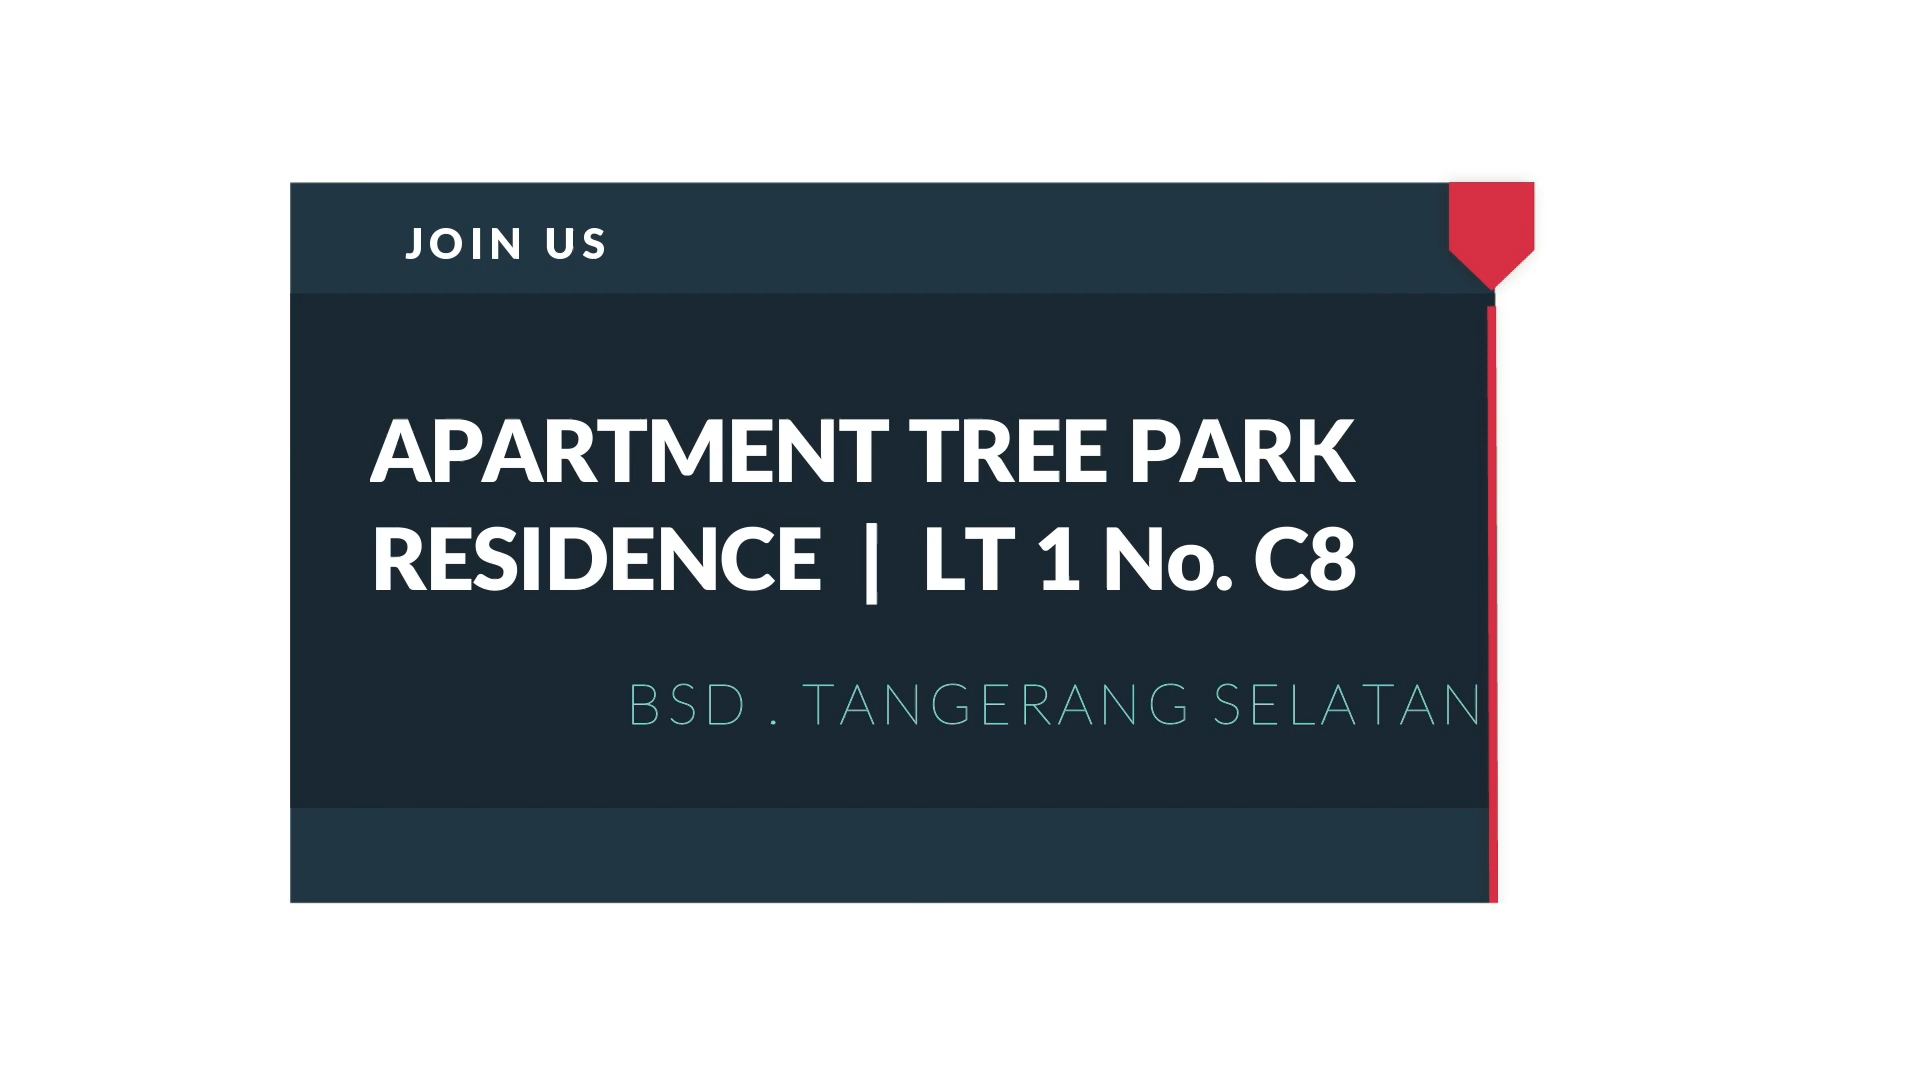 JOIN US
APARTMENT TREE PARK
RESIDENCE | LT 1 No. C8
BSD . TANGERANG SELATAN